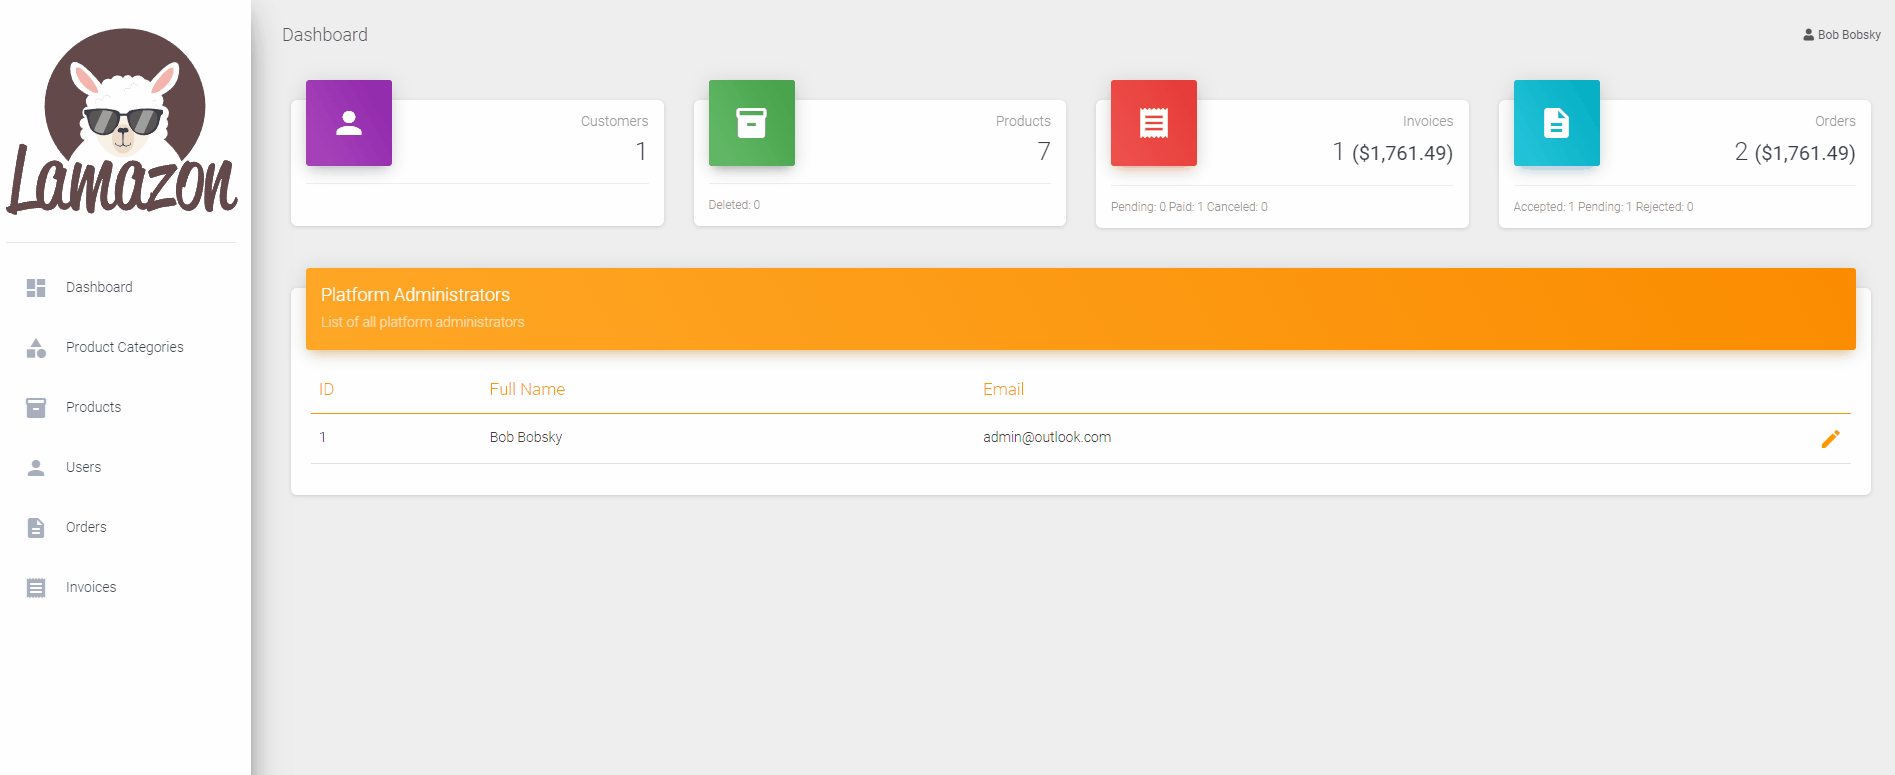 Lamazon
Dashboard
Product Categories
Products
Users
Orders
Invoices
Dashboard
Bob Bobsky
Customers
1
Products
7
Deleted: 0
Invoices
1 ($1,761.49)
Pending: 0 Paid: 1 Canceled: 0
Orders
2 ($1,761.49)
Accepted: 1 Pending: 1 Rejected: 0
Platform Administrators
List of all platform administrators
ID Full Name Email
1 Bob Bobsky admin@outlook.com